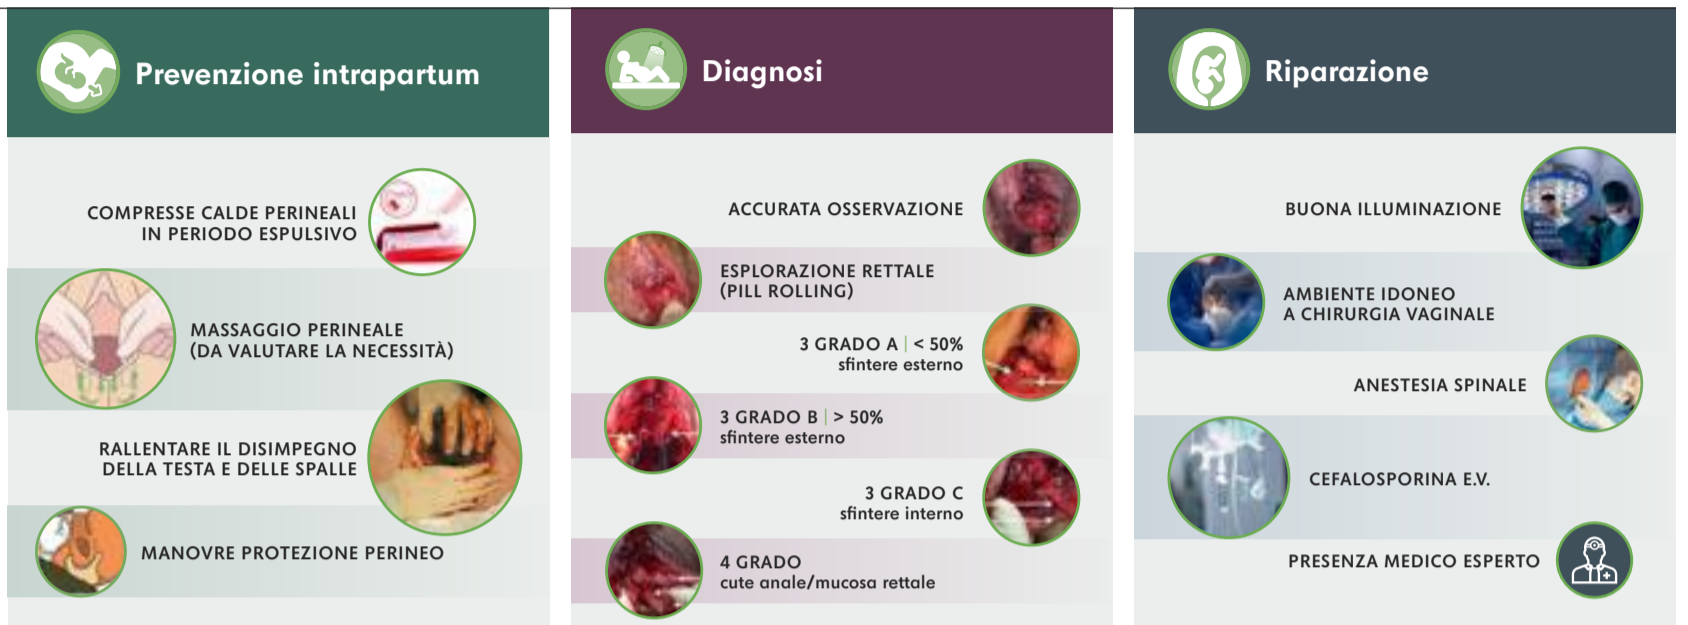 Prevenzione intrapartum
COMPRESSE CALDE PERINEALI
IN PERIODO ESPULSIVO
MASSAGGIO PERINEALE
(DA VALUTARE LA NECESSITÀ)
RALLENTARE IL DISIMPEGNO
DELLA TESTA E DELLE SPALLE
MANOVRE PROTEZIONE PERINEO
Diagnosi
ACCURATA OSSERVAZIONE
ESPLORAZIONE RETTALE
(PILL ROLLING)
3 GRADO A | < 50%
sfintere esterno
3 GRADO B | > 50%
sfintere esterno
3 GRADO C
sfintere interno
4 GRADO
cute anale/mucosa rettale
Riparazione
BUONA ILLUMINAZIONE
AMBIENTE IDONEO
A CHIRURGIA VAGINALE
ANESTESIA SPINALE
CEFALOSPORINA E.V.
PRESENZA MEDICO ESPERTO